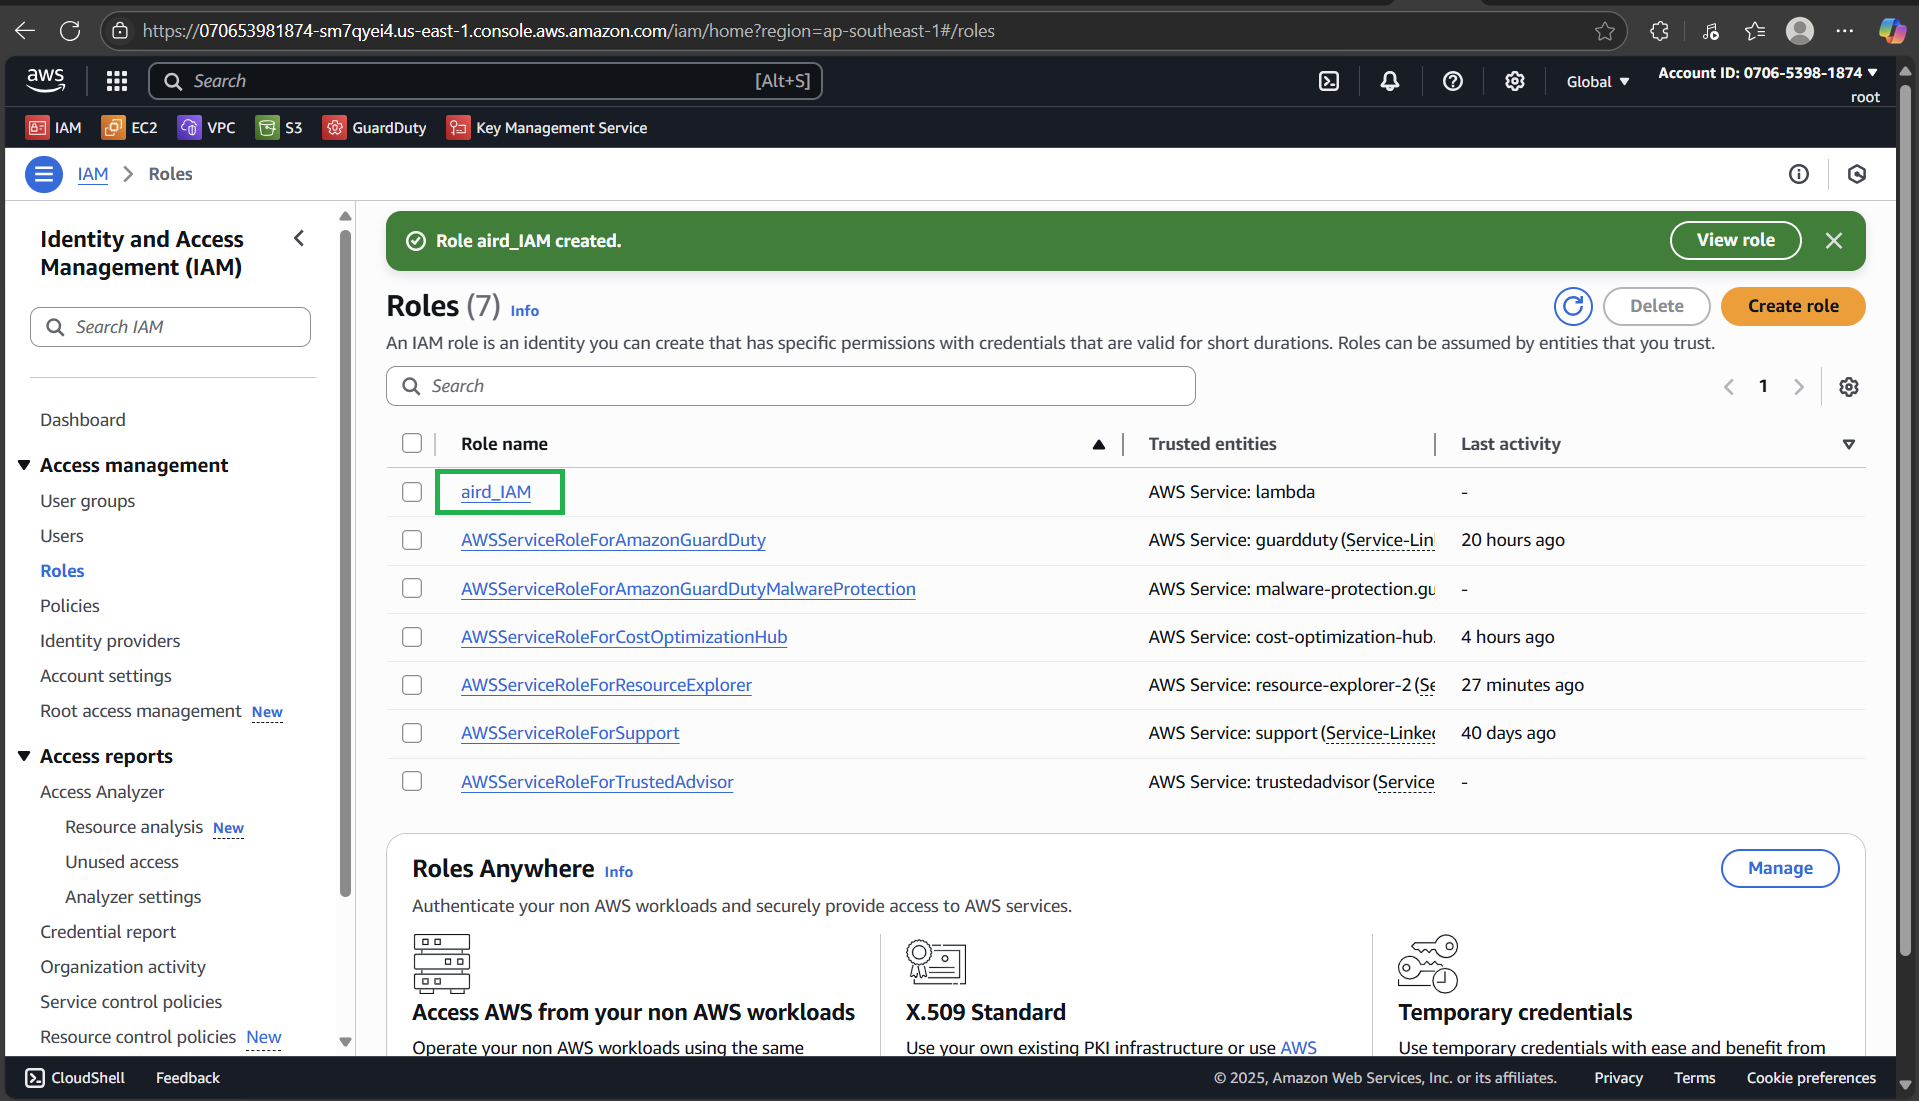 https://070653981874-sm7qyei4.us-east-1.console.aws.amazon.com/iam/home?region=ap-southeast-1#/roles
aws
Search
[Alt+S]
Global
Account ID: 0706-5398-1874
root
IAM
EC2
VPC
S3
GuardDuty
Key Management Service
IAM
Roles
Identity and Access
Management (IAM)
Search IAM
Dashboard
Access management
User groups
Users
Roles
Policies
Identity providers
Account settings
Root access management New
Access reports
Access Analyzer
Resource analysis New
Unused access
Analyzer settings
Credential report
Organization activity
Service control policies
Resource control policies New
Role aird_IAM created.
View role
Roles (7) Info
Delete
Create role
An IAM role is an identity you can create that has specific permissions with credentials that are valid for short durations. Roles can be assumed by entities that you trust.
Search
1
Role name Trusted entities Last activity
aird_IAM AWS Service: lambda -
AWSServiceRoleForAmazonGuardDuty AWS Service: guardduty (Service-Lin 20 hours ago
AWSServiceRoleForAmazonGuardDutyMalwareProtection AWS Service: malware-protection.gu -
AWSServiceRoleForCostOptimizationHub AWS Service: cost-optimization-hub. 4 hours ago
AWSServiceRoleForResourceExplorer AWS Service: resource-explorer-2 (Se 27 minutes ago
AWSServiceRoleForSupport AWS Service: support (Service-Linked 40 days ago
AWSServiceRoleForTrustedAdvisor AWS Service: trustedadvisor (Service -
Roles Anywhere Info
Manage
Authenticate your non AWS workloads and securely provide access to AWS services.
Access AWS from your non AWS workloads
Operate your non AWS workloads using the same
X.509 Standard
Use your own existing PKI infrastructure or use AWS
Temporary credentials
Use temporary credentials with ease and benefit from
CloudShell
Feedback
© 2025, Amazon Web Services, Inc. or its affiliates.
Privacy
Terms
Cookie preferences